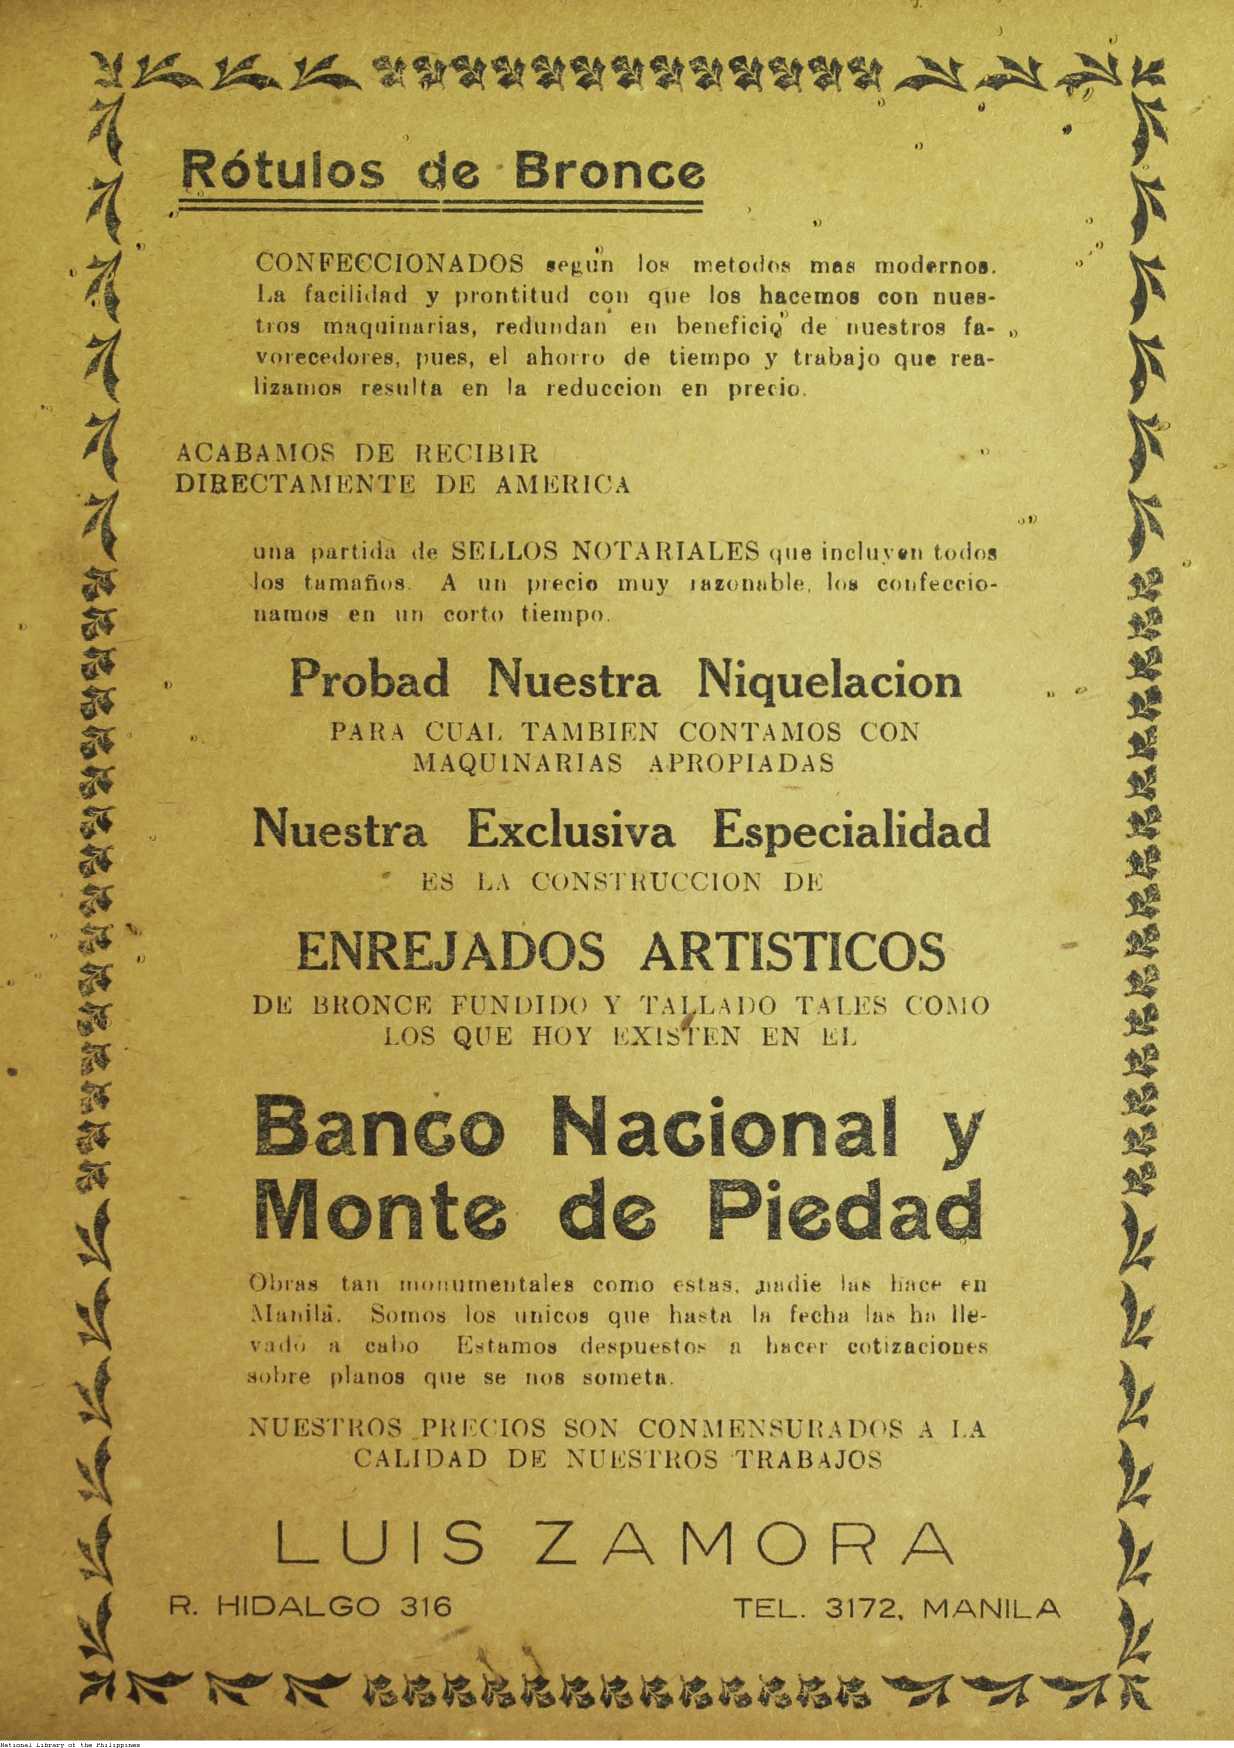 Rótulos de Bronce
CONFECCIONADOS según los metodos mas modernos.
La facilidad y prontitud con que los hacemos con nues-
tros maquinarias, redundan en beneficio de nuestros fa-
vorecedores, pues, el ahorro de tiempo y trabajo que rea-
lizamos resulta en la reduccion en precio.
ACABAMOS DE RECIBIR
DIRECTAMENTE DE AMERICA
una partida de SELLOS NOTARIALES que incluyen todos
los tamaños. A un precio muy razonable, los confeccio-
namos en un corto tiempo.
Probad Nuestra Niquelacion
PARA CUAL TAMBIEN CONTAMOS CON
MAQUINARIAS APROPIADAS
Nuestra Exclusiva Especialidad
ES LA CONSTRUCCION DE
ENREJADOS ARTISTICOS
DE BRONCE FUNDIDO Y TALLADO TALES COMO
LOS QUE HOY EXISTEN EN EL
Banco Nacional y
Monte de Piedad
Obras tan monumentales como estas, nadie las hace en
Manila. Somos los unicos que hasta la fecha las ha lle-
vado a cabo Estamos despuestos a hacer cotizaciones
sobre planos que se nos someta.
NUESTROS PRECIOS SON CONMENSURADOS A LA
CALIDAD DE NUESTROS TRABAJOS
LUIS ZAMORA
R. HIDALGO 316 TEL. 3172, MANILA
National Library of the Philippines